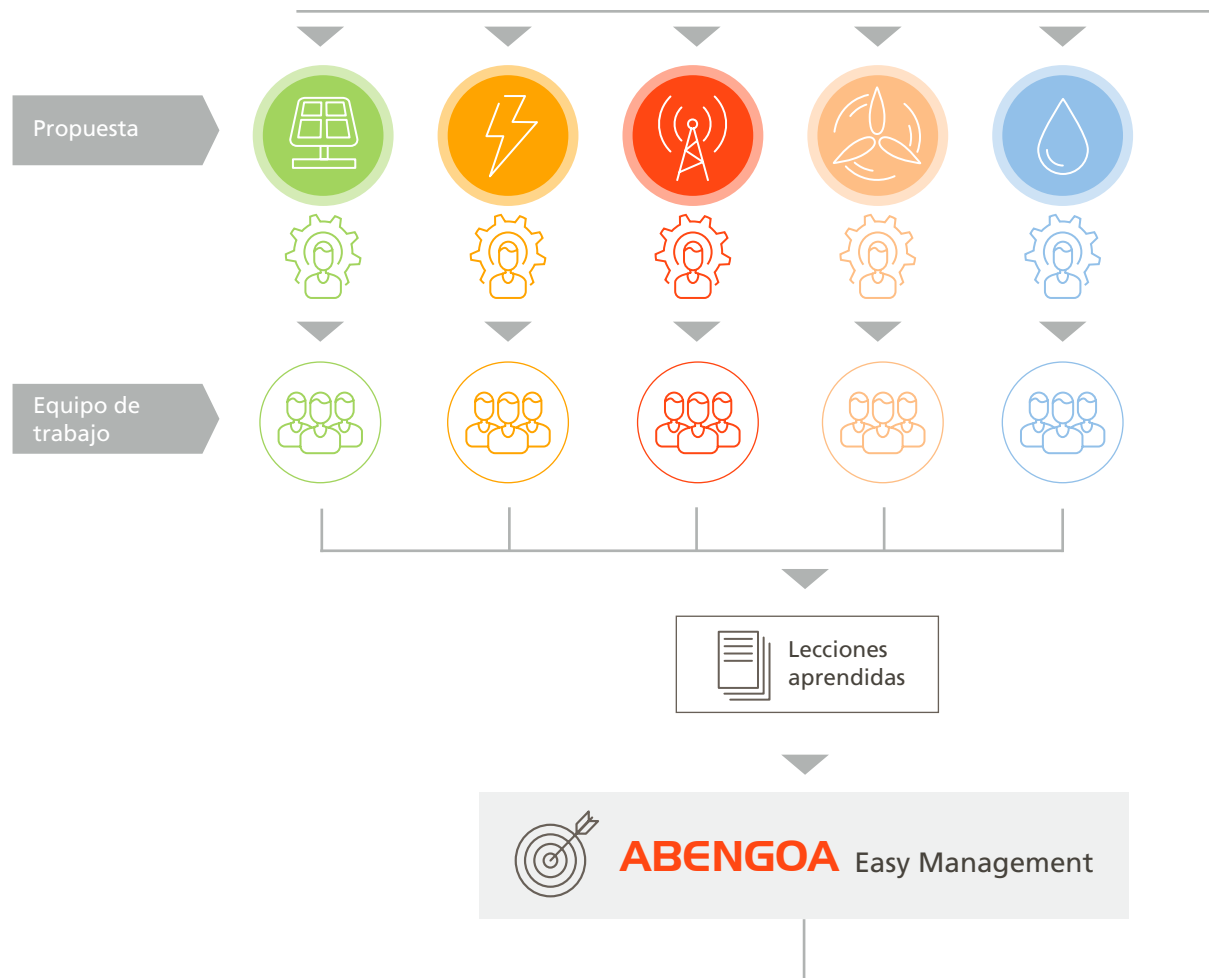 Propuesta
Equipo de
trabajo
Lecciones
aprendidas
ABENGOA Easy Management